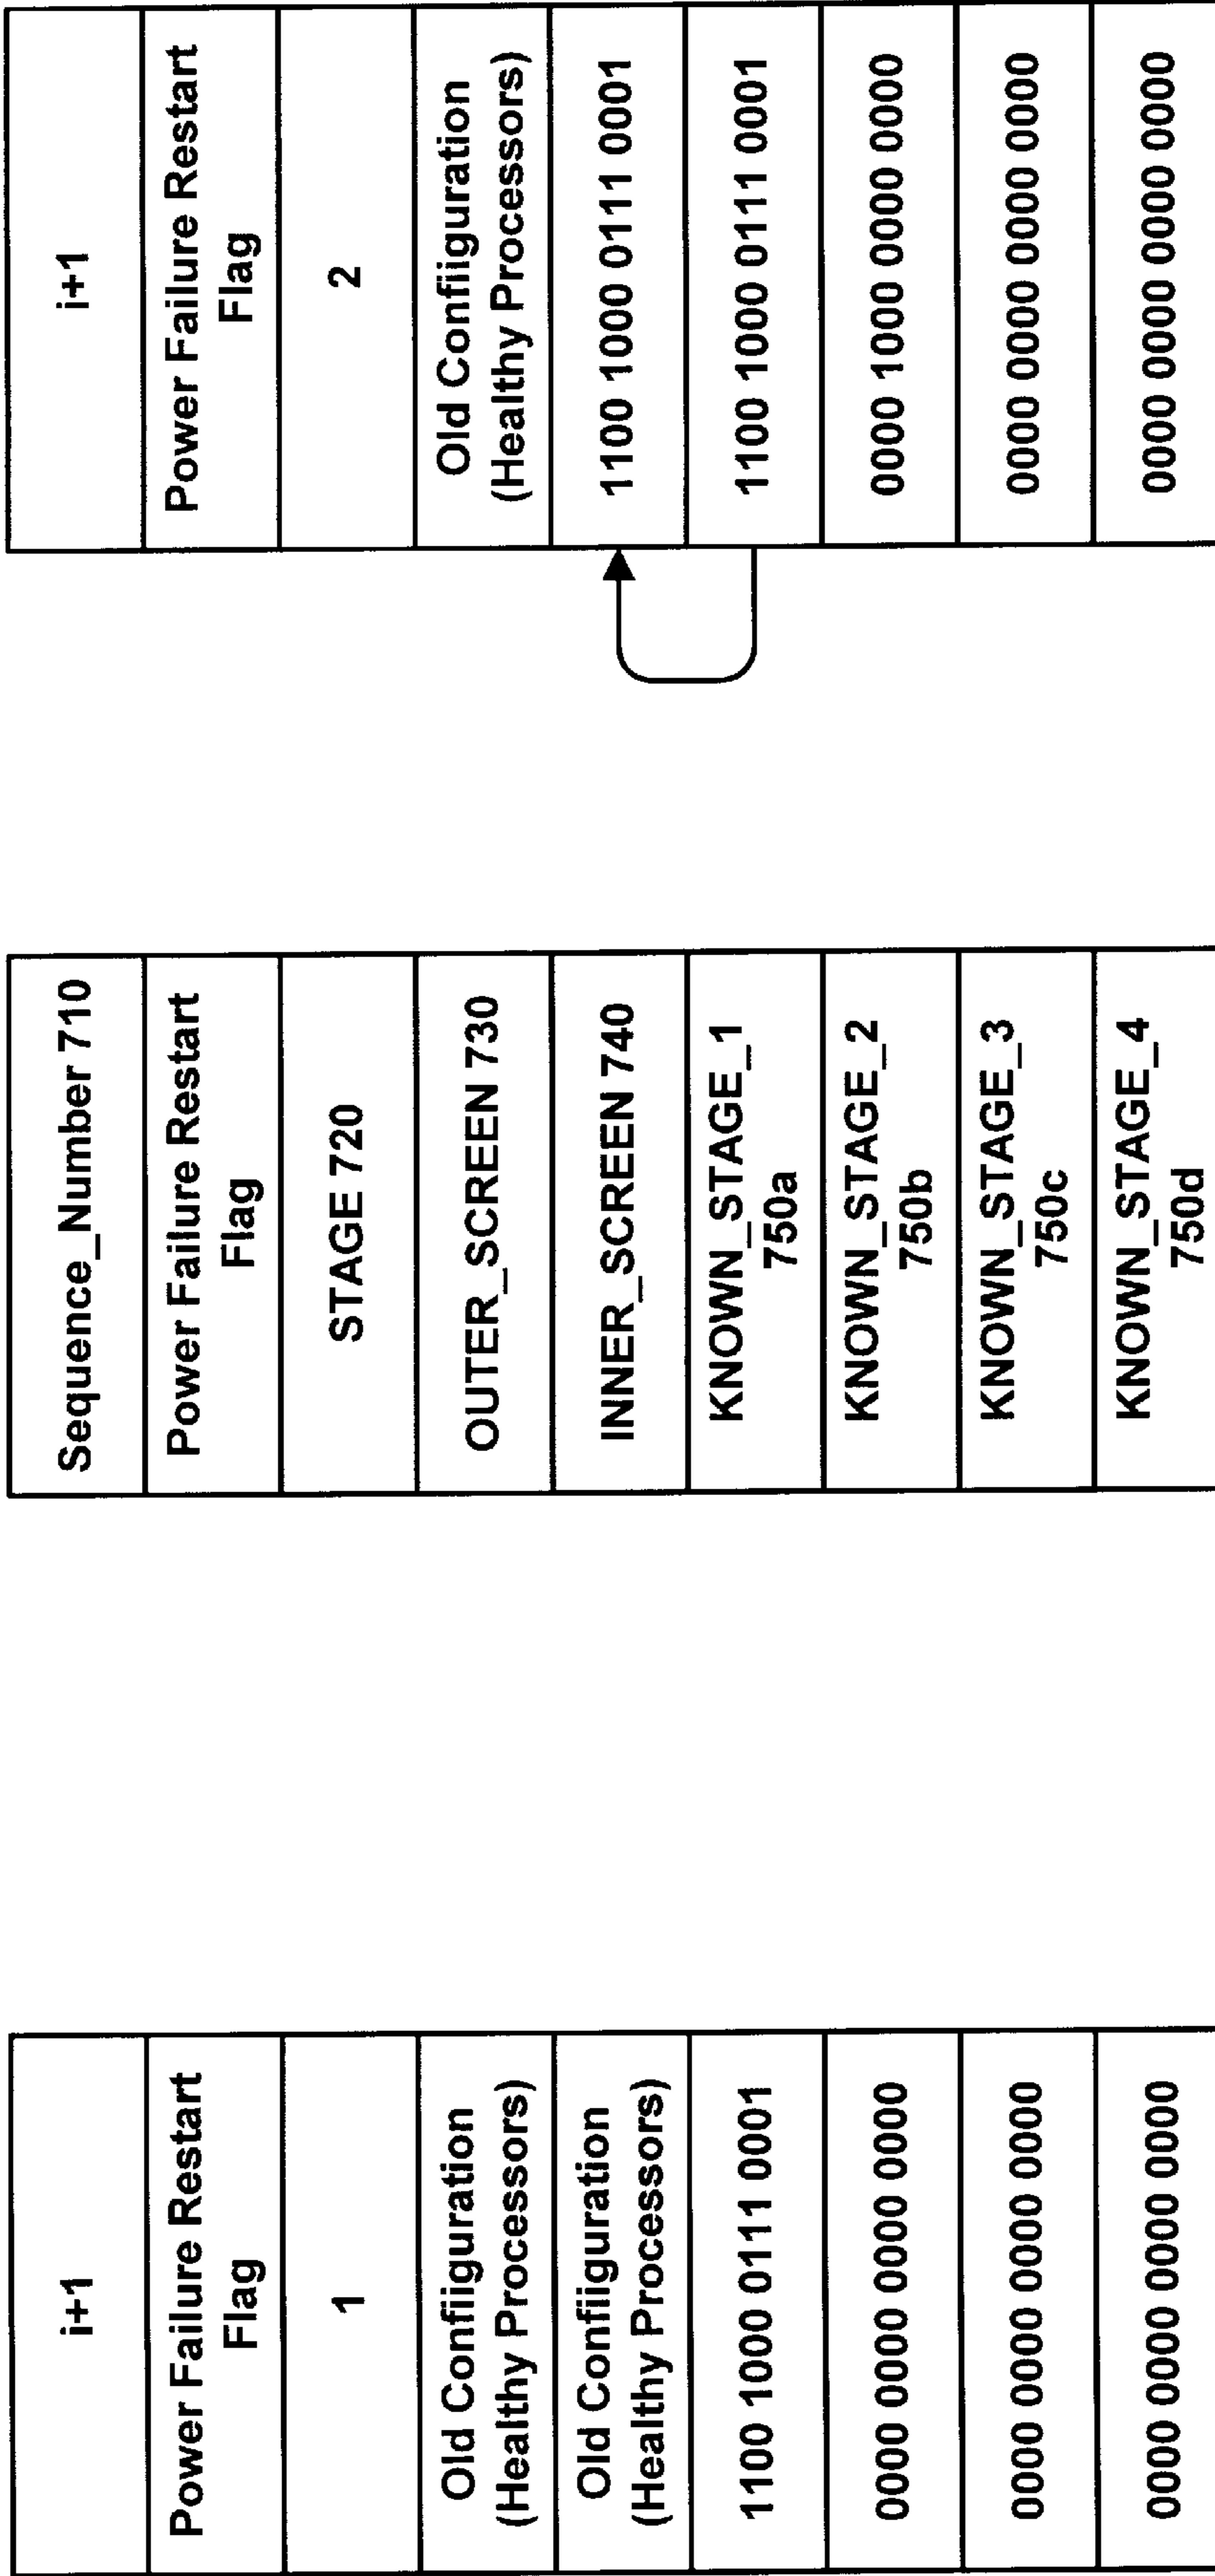 i+1
Power Failure Restart
Flag
1
Old Confiiguration
(Healthy Processors)
Old Confiiguration
(Healthy Processors)
1100 1000 0111 0001
0000 0000 0000 0000
0000 0000 0000 0000
0000 0000 0000 0000
Sequence_Number 710
Power Failure Restart
Flag
STAGE 720
OUTER_SCREEN 730
INNER_SCREEN 740
KNOWN_STAGE_1
750a
KNOWN_STAGE_2
750b
KNOWN_STAGE_3
750c
KNOWN_STAGE_4
750d
i+1
Power Failure Restart
Flag
2
Old Confiiguration
(Healthy Processors)
1100 1000 0111 0001
1100 1000 0111 0001
0000 1000 0000 0000
0000 0000 0000 0000
0000 0000 0000 0000